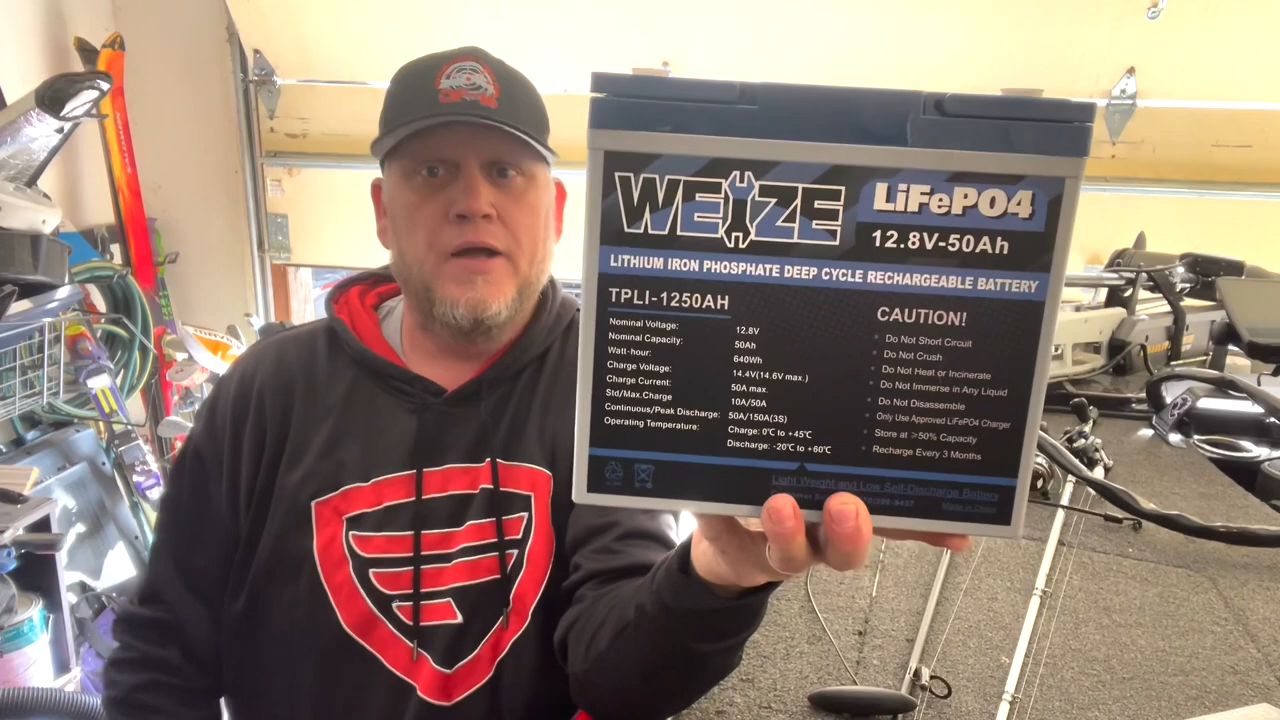 SALOMON
WEIZE
LiFePO4
12.8V-50Ah
LITHIUM IRON PHOSPHATE DEEP CYCLE RECHARGEABLE BATTERY
TPLI-1250AH
Nominal Voltage: 12.8V
Nominal Capacity: 50Ah
Watt-hour: 640Wh
Charge Voltage: 14.4V(14.6V max.)
Charge Current: 50A max.
Std/Max.Charge 10A/50A
Continuous/Peak Discharge: 50A/150A(3S)
Operating Temperature: Charge: 0℃ to +45℃
Discharge: -20℃ to +60℃
CAUTION!
Do Not Short Circuit
Do Not Crush
Do Not Heat or Incinerate
Do Not Immerse in Any Liquid
Do Not Disassemble
Only Use Approved LiFePO4 Charger
Store at ≥50% Capacity
Recharge Every 3 Months
Light Weight and Low Self-Discharge Battery
Made in China